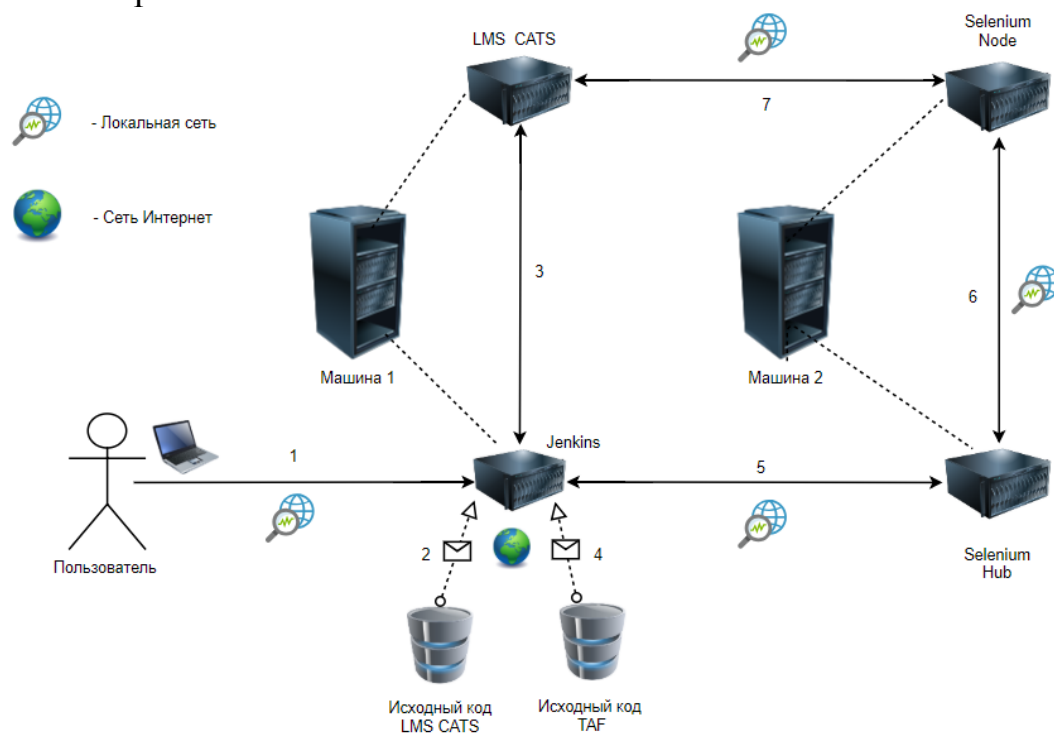 LMS CATS
Selenium
Node
7
- Локальная сеть
- Сеть Интернет
3
6
Машина 1
Машина 2
Jenkins
1
5
2
4
Пользователь
Selenium
Hub
Исходный код
LMS CATS
Исходный код
TAF